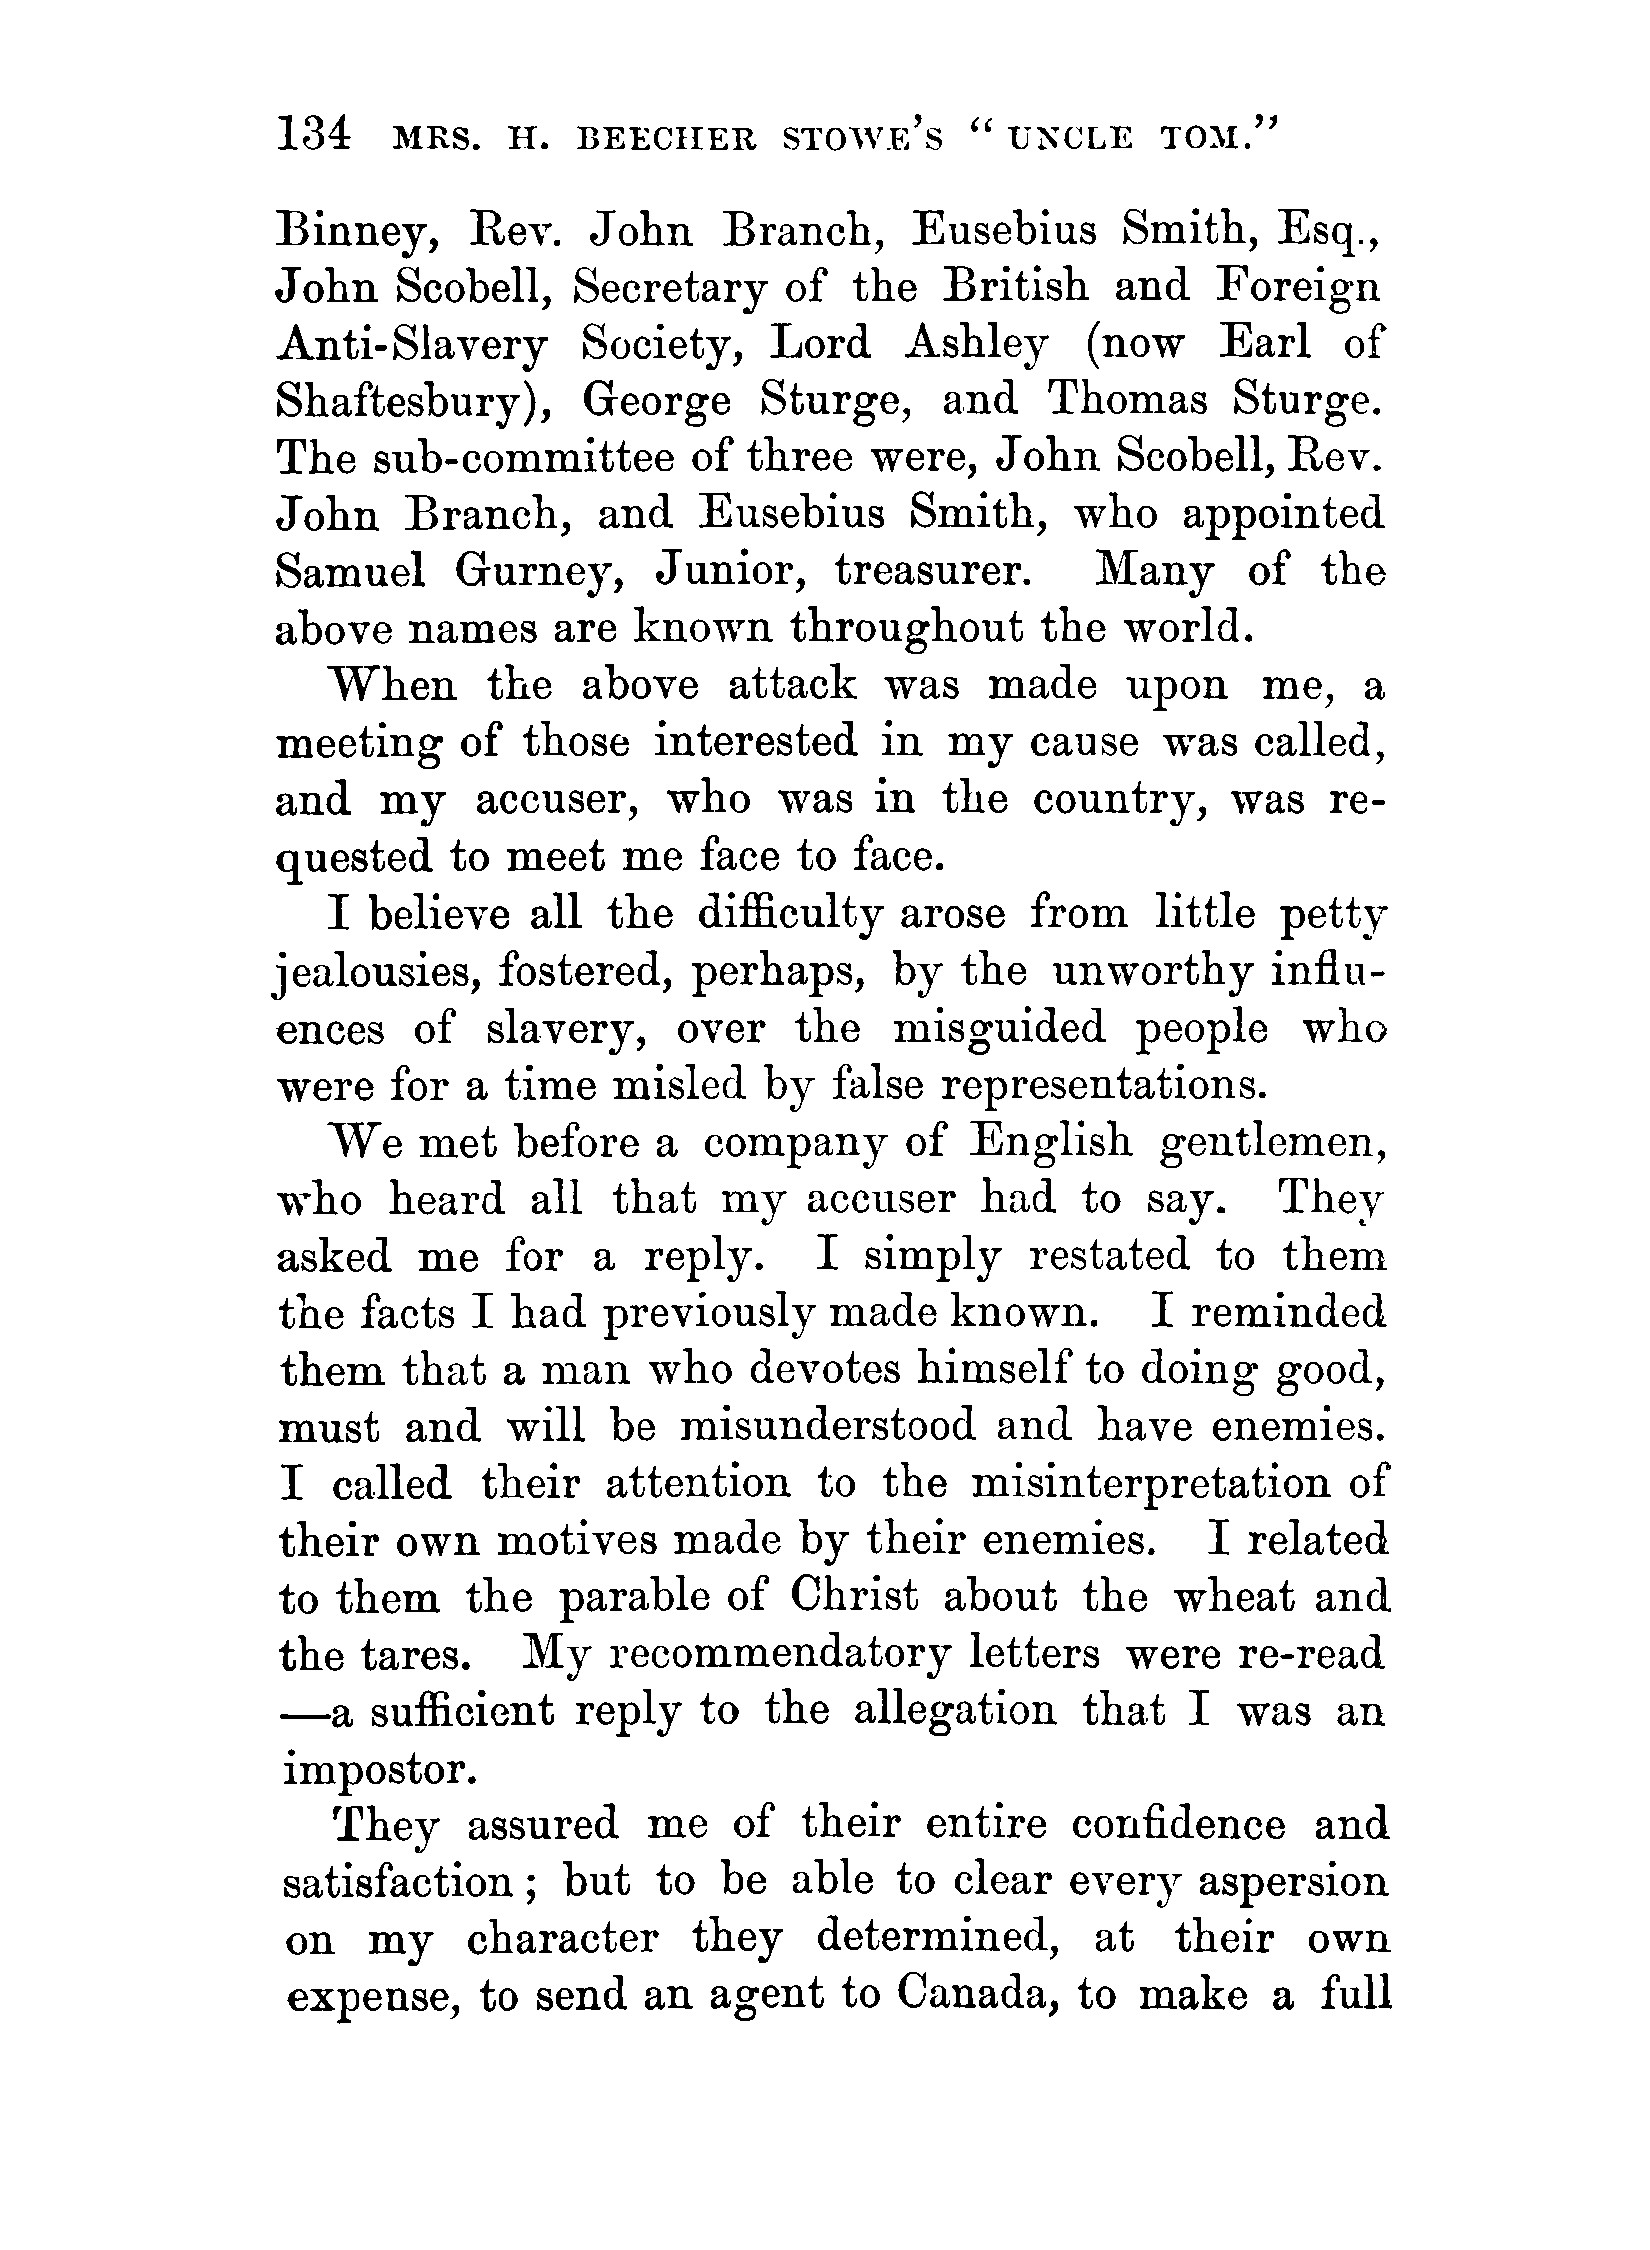 134 MRS. H. BEECHER STOWE'S "UNCLE TOM."
Binney, Rev. John Branch, Eusebius Smith, Esq.,
John Scobell, Secretary of the British and Foreign
Anti-Slavery Society, Lord Ashley (now Earl of
Shaftesbury), George Sturge, and Thomas Sturge.
The sub-committee of three were, John Scobell, Rev.
John Branch, and Eusebius Smith, who appointed
Samuel Gurney, Junior, treasurer. Many of the
above names are known throughout the world.
When the above attack was made upon me, a
meeting of those interested in my cause was called,
and my accuser, who was in the country, was re-
quested to meet me face to face.
I believe all the difficulty arose from little petty
jealousies, fostered, perhaps, by the unworthy influ-
ences of slavery, over the misguided people who
were for a time misled by false representations.
We met before a company of English gentlemen,
who heard all that my accuser had to say. They
asked me for a reply. I simply restated to them
the facts I had previously made known. I reminded
them that a man who devotes himself to doing good,
must and will be misunderstood and have enemies.
I called their attention to the misinterpretation of
their own motives made by their enemies. I related
to them the parable of Christ about the wheat and
the tares. My recommendatory letters were re-read
—a sufficient reply to the allegation that I was an
impostor.
They assured me of their entire confidence and
satisfaction; but to be able to clear every aspersion
on my character they determined, at their own
expense, to send an agent to Canada, to make a full